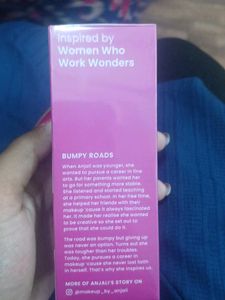 Inspired by
Women Who
Work Wonders
BUMPY ROADS
When Anjali was younger, she
wanted to pursue a career in fine
arts. But her parents wanted her
to go for something more stable.
She listened and started teaching
at a primary school. In her free time,
she helped her friends with their
makeup 'cause it always fascinated
her. It made her realise she wanted
to be creative so she set out to
prove that she could do it.
The road was bumpy but giving up
was never an option. Turns out she
was tougher than her troubles.
Today, she pursues a career in
makeup 'cause she never lost faith
in herself. That's why she inspires us.
MORE OF ANJALI'S STORY ON
@makeup_by_anjali